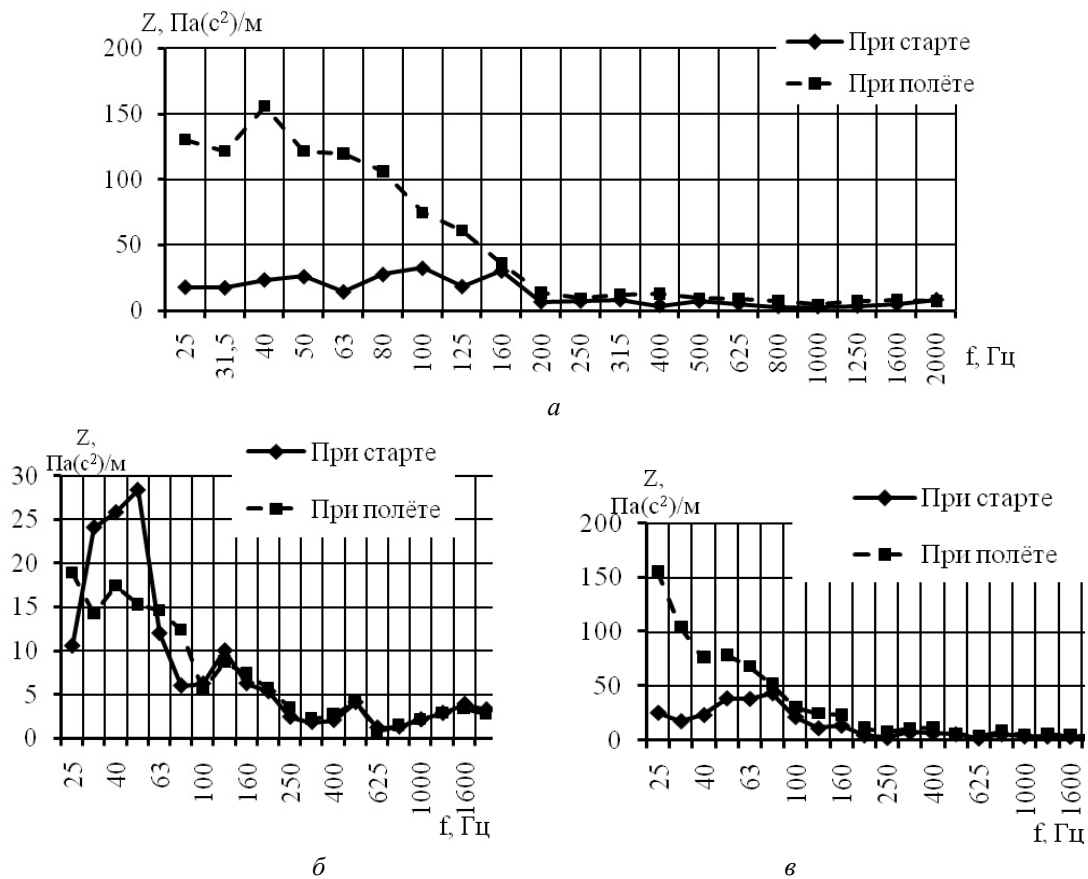 Z, Па(с²)/м
При старте
При полёте
200
150
100
50
0
25 31,5 40 50 63 80 100 125 160 200 250 315 400 500 625 800 1000 1250 1600 2000
f, Гц
а
Z,
Па(с²)/м
При старте
При полёте
30
25
20
15
10
5
0
25 40 63 100 160 250 400 625 1000 1600
f, Гц
б
Z,
Па(с²)/м
При старте
При полёте
200
150
100
50
0
25 40 63 100 160 250 400 625 1000 1600
f, Гц
в